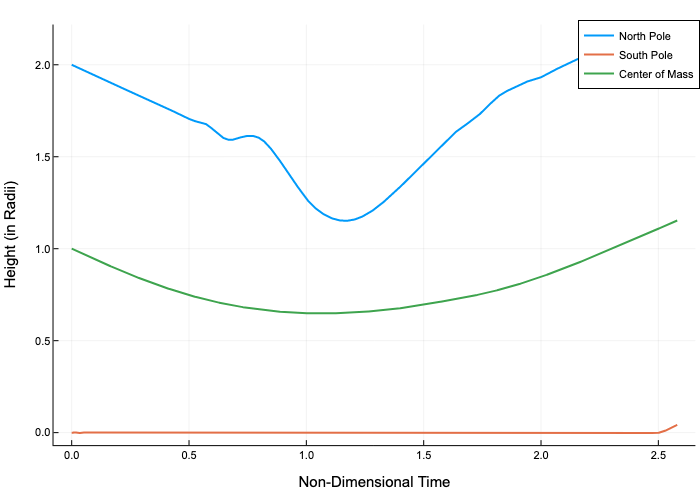 North Pole
South Pole
Center of Mass
2.0
1.5
1.0
0.5
0.0
Height (in Radii)
0.0 0.5 1.0 1.5 2.0 2.5
Non-Dimensional Time